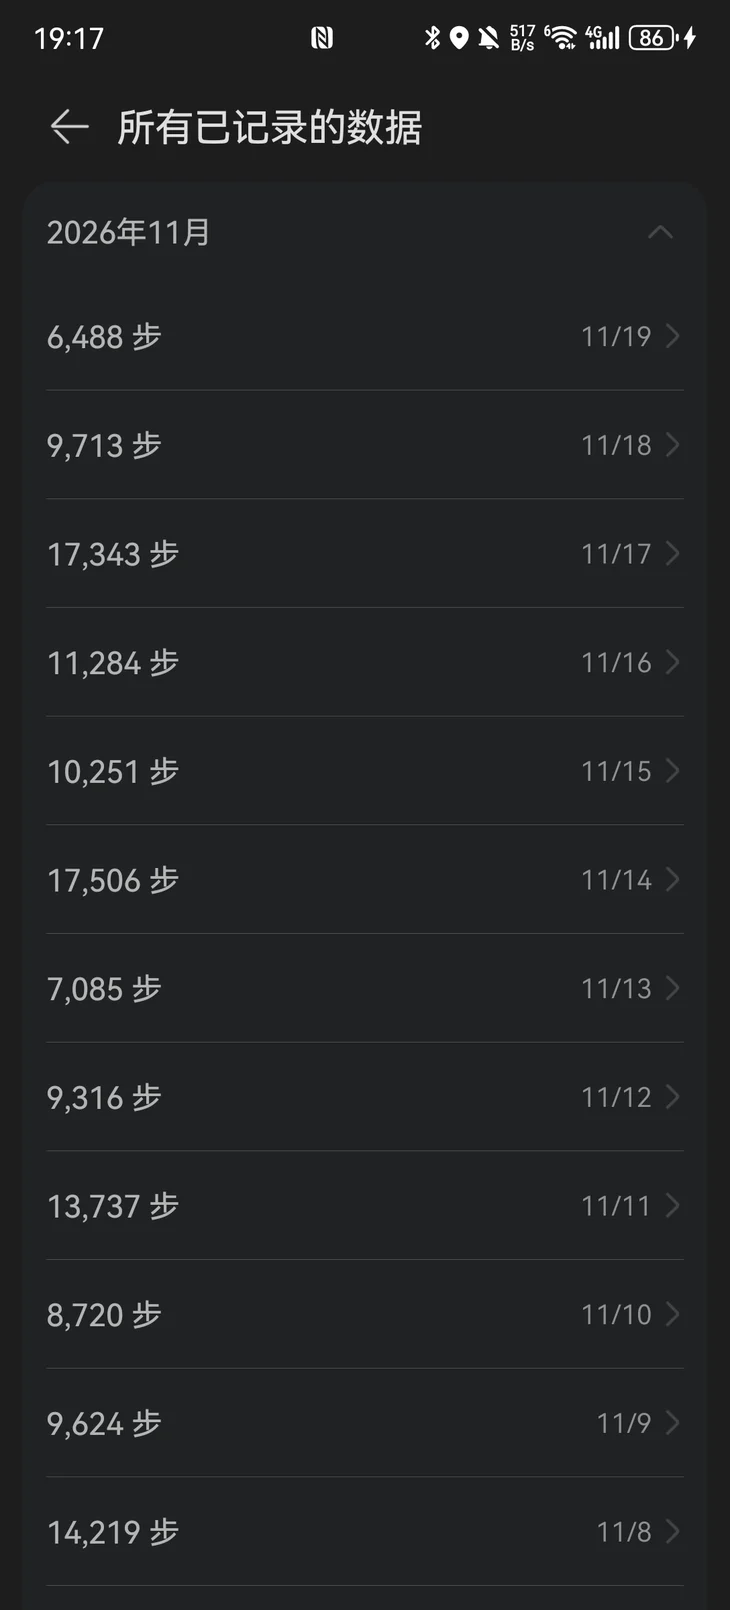 19:17 517 B/s 6 4G 86
所有已记录的数据
2026年11月
6,488 步 11/19
9,713 步 11/18
17,343 步 11/17
11,284 步 11/16
10,251 步 11/15
17,506 步 11/14
7,085 步 11/13
9,316 步 11/12
13,737 步 11/11
8,720 步 11/10
9,624 步 11/9
14,219 步 11/8